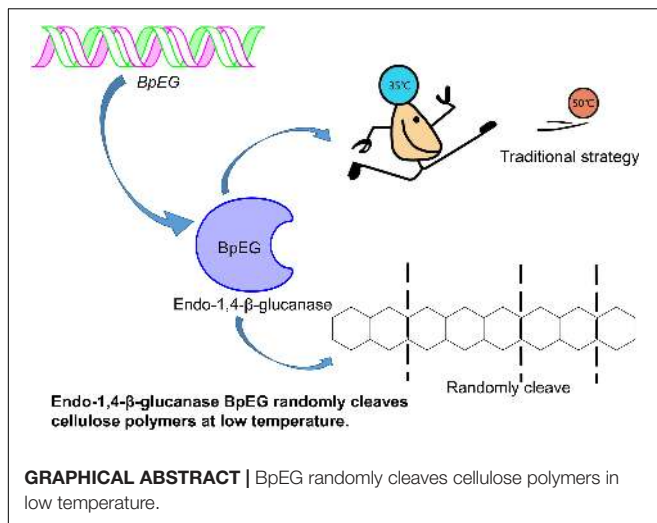 BpEG
35℃
50℃
Traditional strategy
BpEG
Endo-1,4-β-glucanase
Randomly cleave
Endo-1,4-β-glucanase BpEG randomly cleaves
cellulose polymers at low temperature.
GRAPHICAL ABSTRACT | BpEG randomly cleaves cellulose polymers in
low temperature.